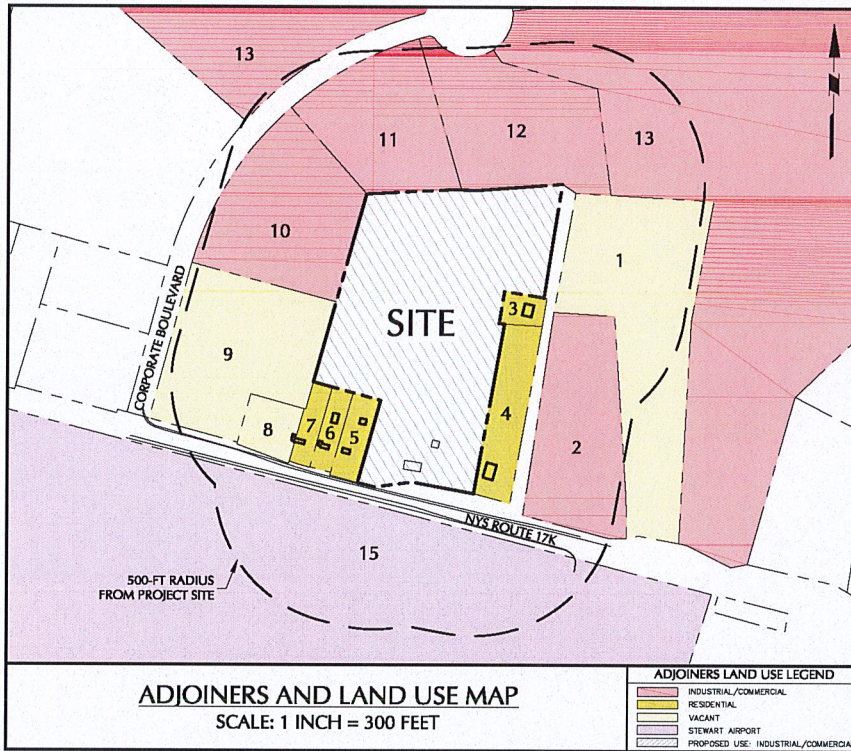 13
11
12
13
10
1
SITE
3
CORPORATE BOULEVARD
9
4
7
6
5
8
2
NYS ROUTE 17K
15
500-FT RADIUS
FROM PROJECT SITE
ADJOINERS AND LAND USE MAP
SCALE: 1 INCH = 300 FEET
ADJOINERS LAND USE LEGEND
INDUSTRIAL/COMMERCIAL
RESIDENTIAL
VACANT
STEWART AIRPORT
PROPOSED USE: INDUSTRIAL/COMMERCIAL